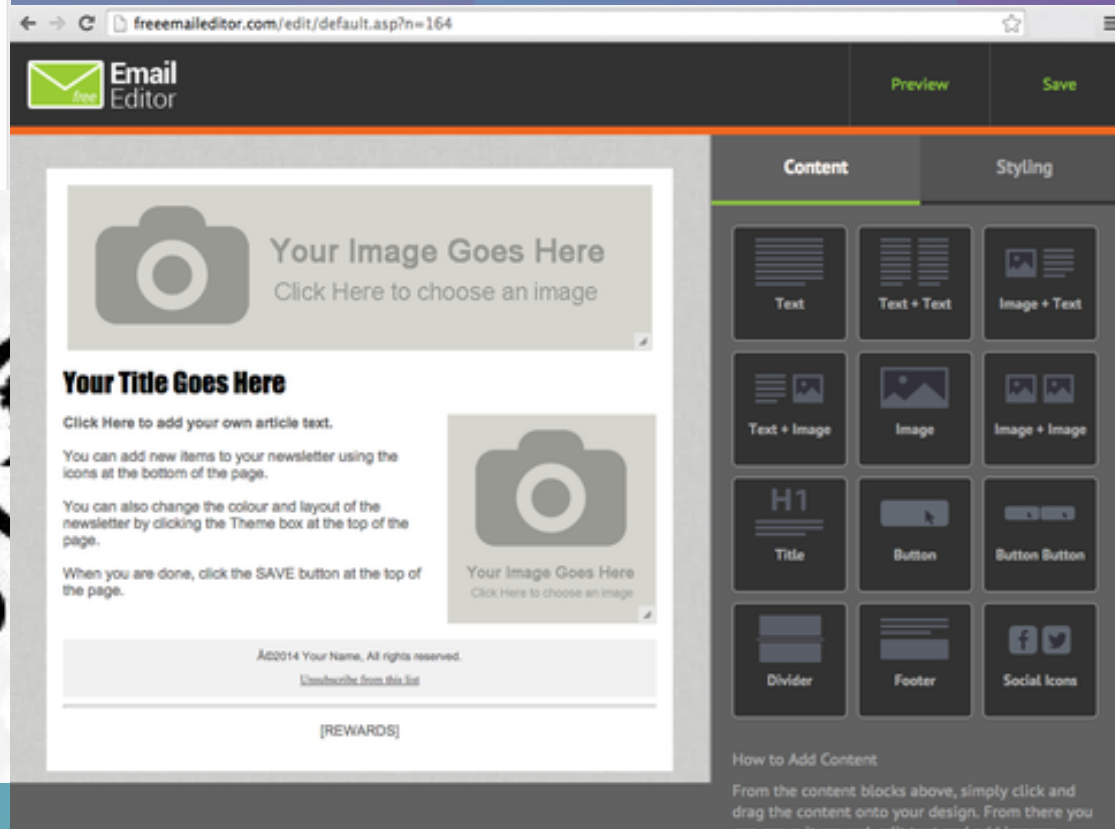 freeemaileditor.com/edit/default.asp?n=164
free
Email
Editor
Preview
Save
Your Image Goes Here
Click Here to choose an image
Your Title Goes Here
Click Here to add your own article text.
You can add new items to your newsletter using the
icons at the bottom of the page.
You can also change the colour and layout of the
newsletter by clicking the Theme box at the top of the
page.
When you are done, click the SAVE button at the top of
the page.
Your Image Goes Here
Click Here to choose an image
Â©2014 Your Name, All rights reserved.
Unsubscribe from this list
[REWARDS]
Content
Styling
Text
Text + Text
Image + Text
Text + Image
Image
Image + Image
H1
Title
Button
Button Button
Divider
Footer
Social Icons
How to Add Content
From the content blocks above, simply click and
drag the content onto your design. From there you